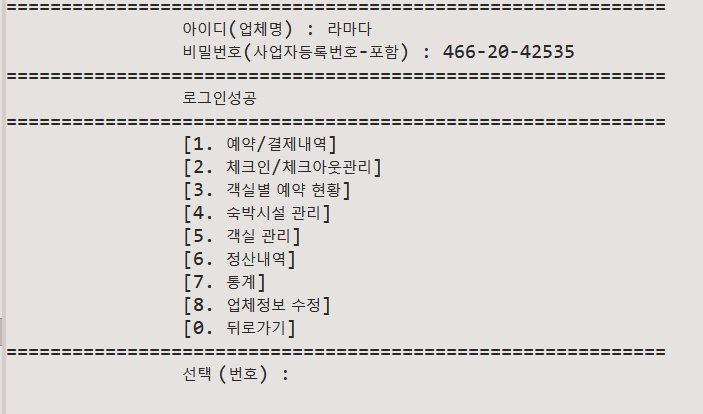 ============================================================
아이디(업체명) : 라마다
비밀번호(사업자등록번호-포함) : 466-20-42535
============================================================
로그인성공
============================================================
[1. 예약/결제내역]
[2. 체크인/체크아웃관리]
[3. 객실별 예약 현황]
[4. 숙박시설 관리]
[5. 객실 관리]
[6. 정산내역]
[7. 통계]
[8. 업체정보 수정]
[0. 뒤로가기]
============================================================
선택 (번호) :